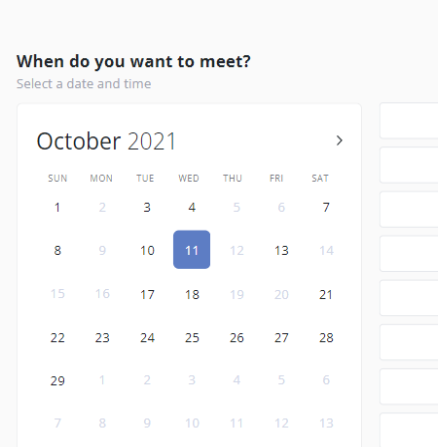 When do you want to meet?
Select a date and time
October 2021
SUN MON TUE WED THU FRI SAT
1 2 3 4 5 6 7
8 9 10 11 12 13 14
15 16 17 18 19 20 21
22 23 24 25 26 27 28
29 1 2 3 4 5 6
7 8 9 10 11 12 13